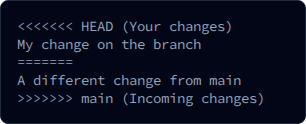 <<<<<<< HEAD (Your changes)
My change on the branch
=======
A different change from main
>>>>>>> main (Incoming changes)